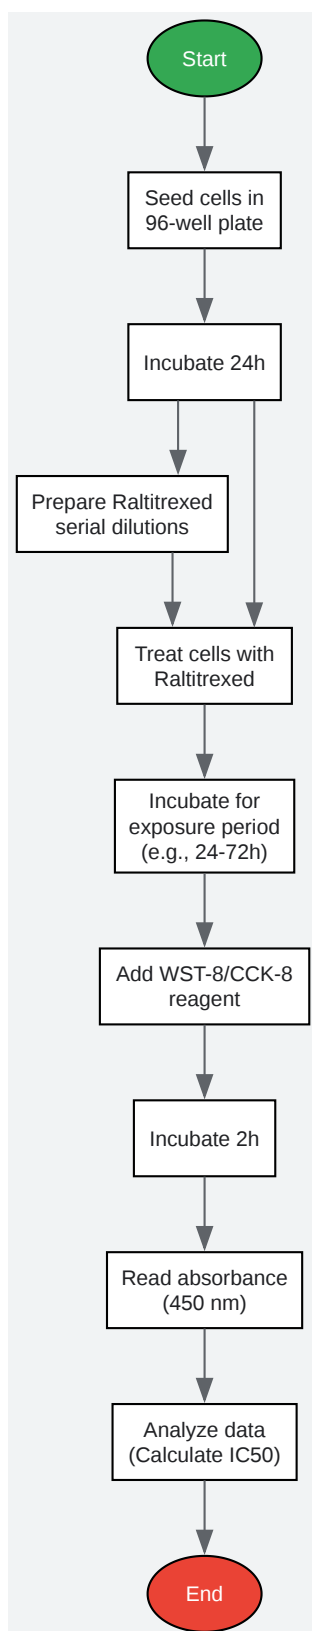 Start
Seed cells in
96-well plate
Incubate 24h
Prepare Raltitrexed
serial dilutions
Treat cells with
Raltitrexed
Incubate for
exposure period
(e.g., 24-72h)
Add WST-8/CCK-8
reagent
Incubate 2h
Read absorbance
(450 nm)
Analyze data
(Calculate IC50)
End